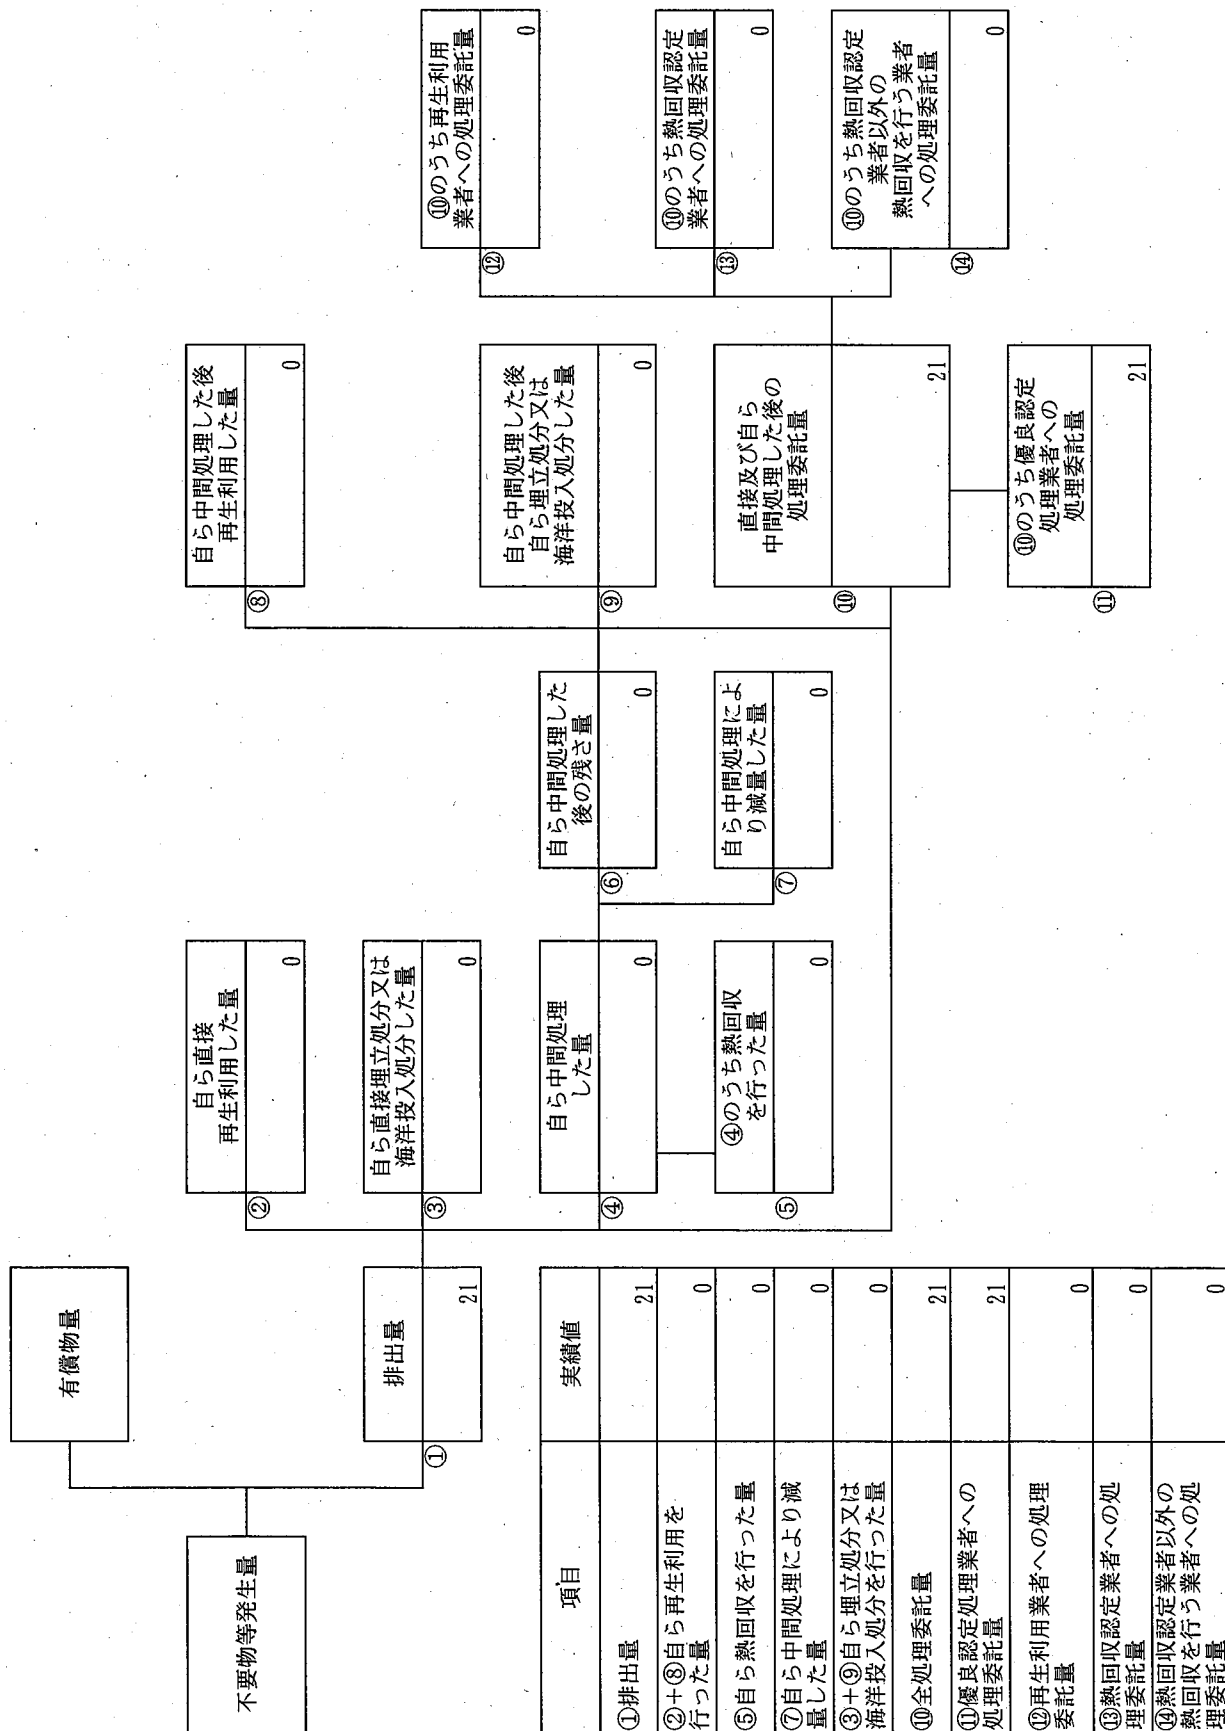 不要物等発生量
有償物量
排出量
①
21
自ら直接
再生利用した量
②
0
自ら直接埋立処分又は
海洋投入処分した量
③
0
自ら中間処理
した量
④
0
④のうち熱回収
を行った量
⑤
0
自ら中間処理した
後の残さ量
⑥
0
自ら中間処理によ
り減量した量
⑦
0
自ら中間処理した後
再生利用した量
⑧
0
自ら中間処理した後
自ら埋立処分又は
海洋投入処分した量
⑨
0
直接及び自ら
中間処理した後の
処理委託量
⑩
21
⑩のうち優良認定
処理業者への
処理委託量
⑪
21
⑩のうち再生利用
業者への処理委託量
⑫
0
⑩のうち熱回収認定
業者への処理委託量
⑬
0
⑩のうち熱回収認定
業者以外の
熱回収を行う業者
への処理委託量
⑭
0
項目 実績値
①排出量 21
②+⑧自ら再生利用を
行った量 0
⑤自ら熱回収を行った量 0
⑦自ら中間処理により減
量した量 0
③+⑨自ら埋立処分又は
海洋投入処分を行った量 0
⑩全処理委託量 21
⑪優良認定処理業者への
処理委託量 21
⑫再生利用業者への処理
委託量 0
⑬熱回収認定業者への処
理委託量 0
⑭熱回収認定業者以外の
熱回収を行う業者への処
理委託量 0